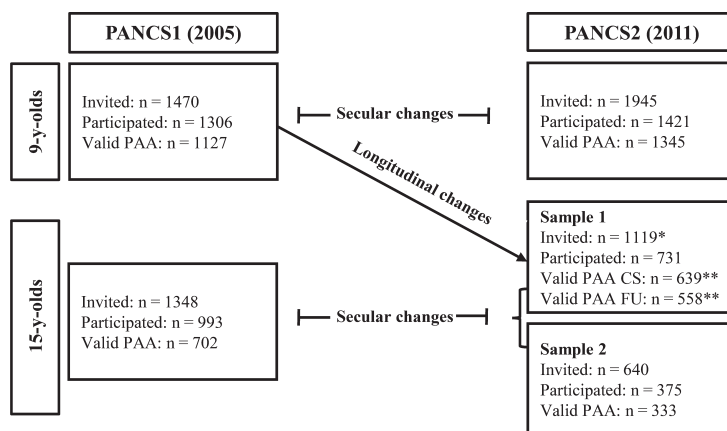 PANCS1 (2005)
PANCS2 (2011)
9-y-olds
Invited: n = 1470
Participated: n = 1306
Valid PAA: n = 1127
Secular changes
Invited: n = 1945
Participated: n = 1421
Valid PAA: n = 1345
Longitudinal changes
Sample 1
Invited: n = 1119*
Participated: n = 731
Valid PAA CS: n = 639**
Valid PAA FU: n = 558**
15-y-olds
Invited: n = 1348
Participated: n = 993
Valid PAA: n = 702
Secular changes
Sample 2
Invited: n = 640
Participated: n = 375
Valid PAA: n = 333